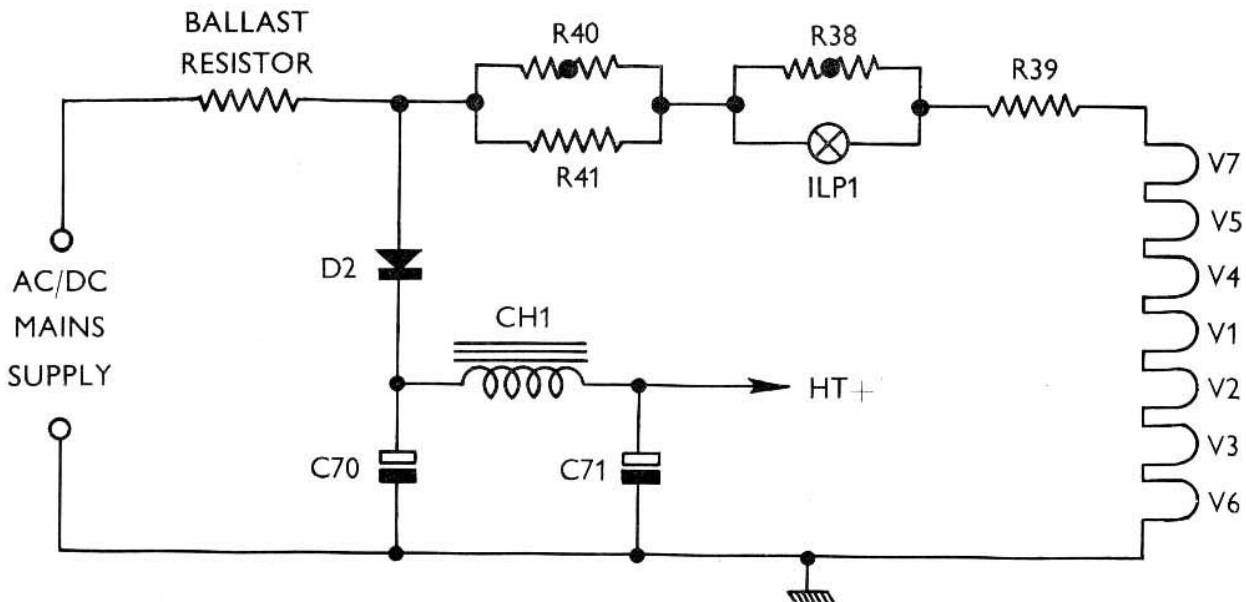 BALLAST
RESISTOR
R40
R38
R39
R41
ILP1
V7
V5
V4
V1
V2
V3
V6
AC/DC
MAINS
SUPPLY
D2
CH1
HT+
C70
C71